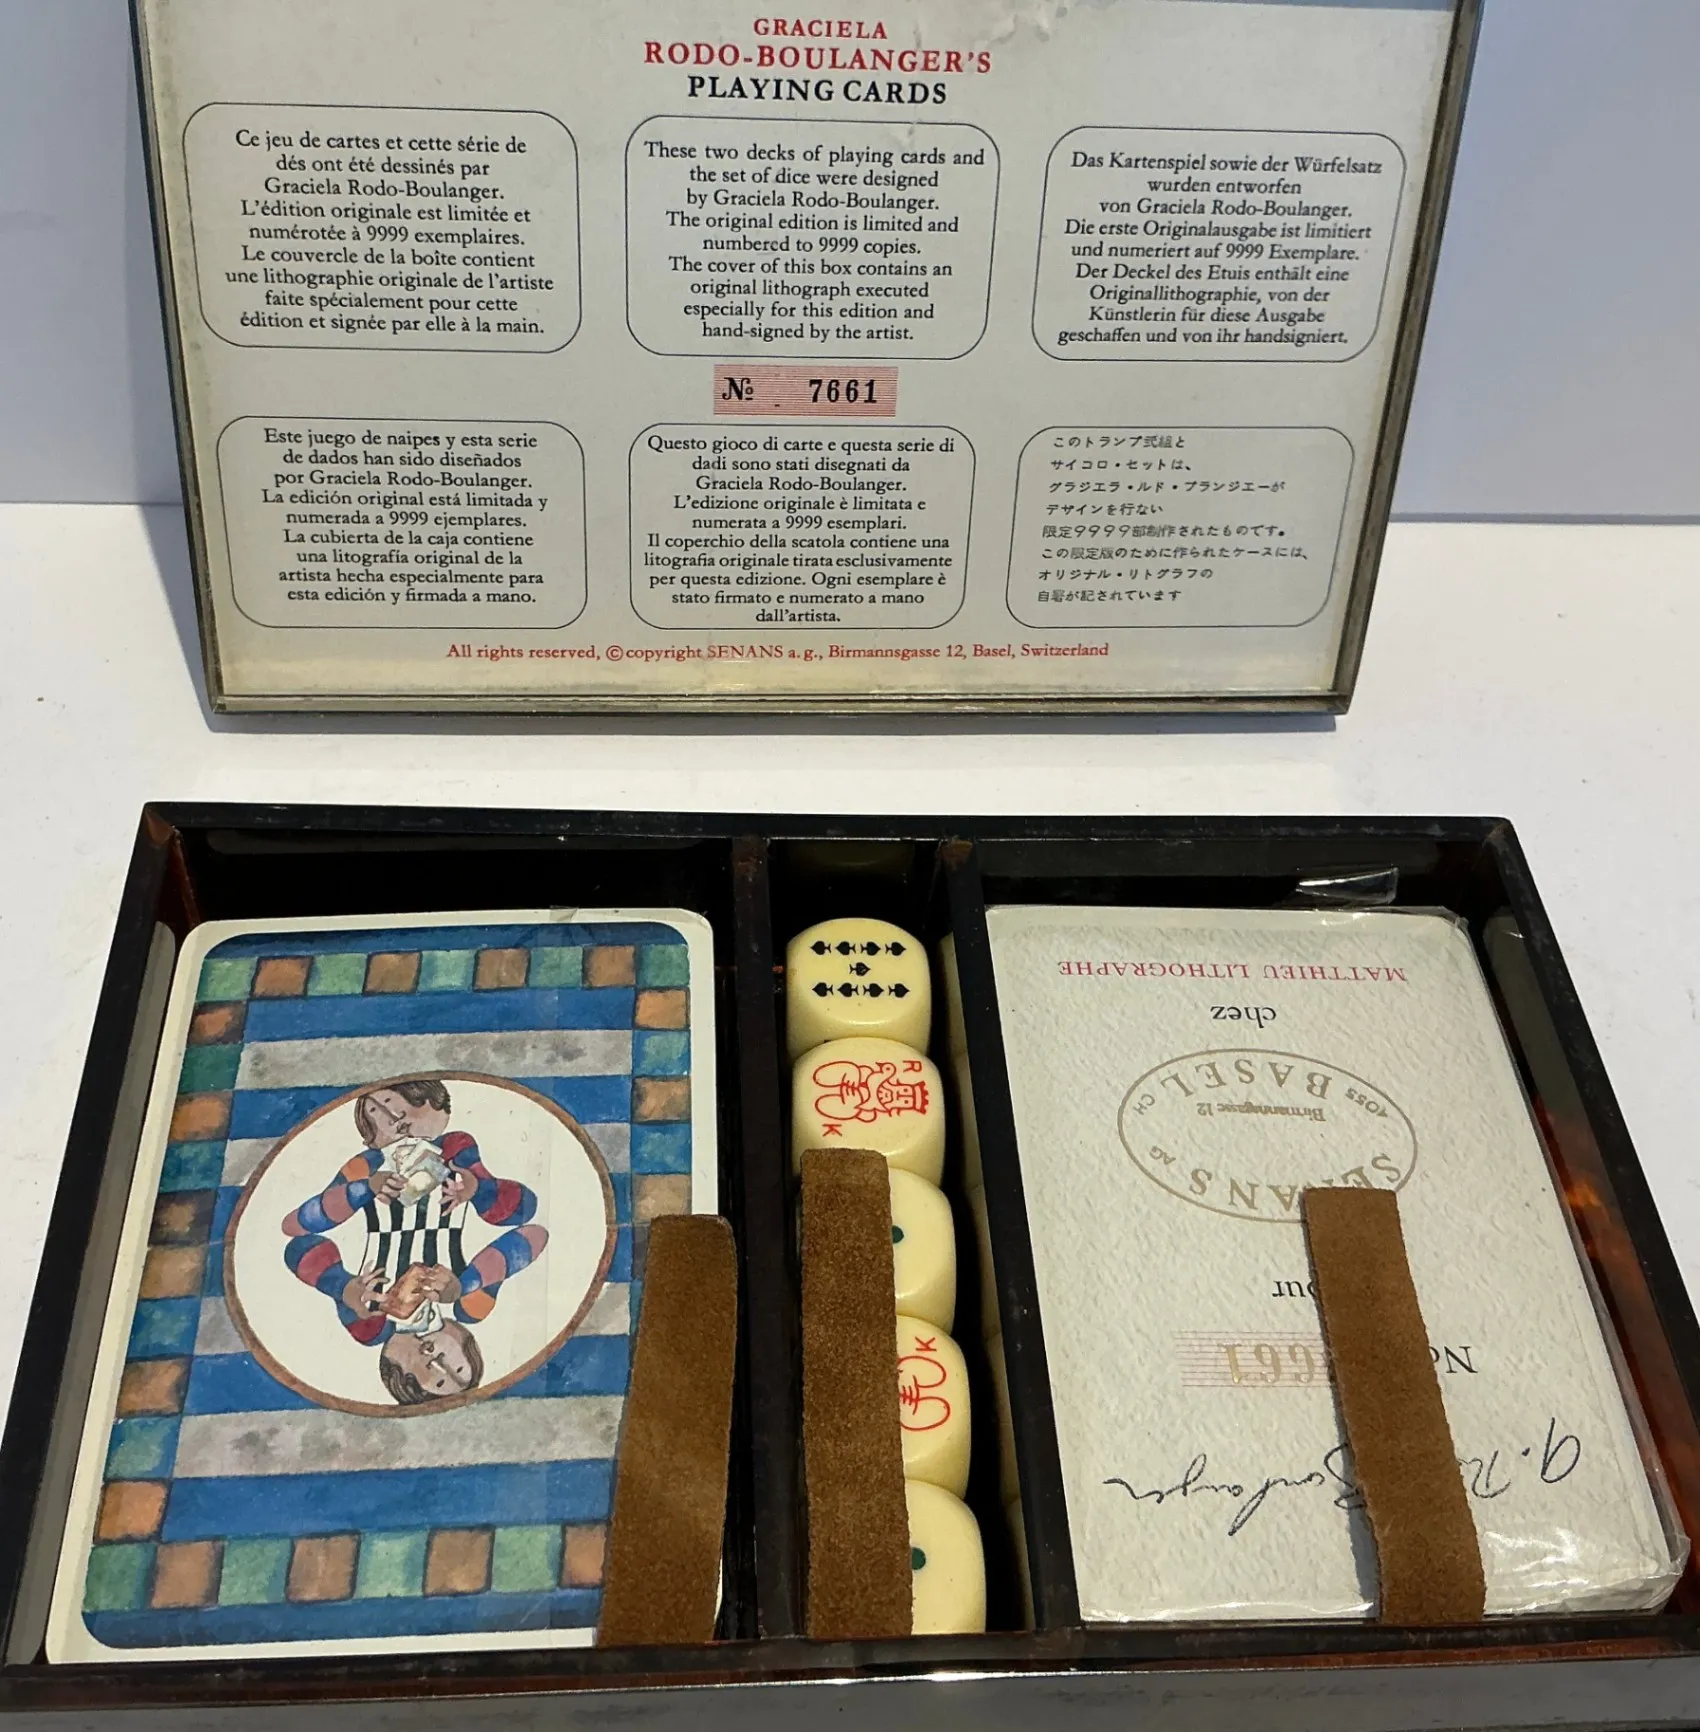 GRACIELA
RODO-BOULANGER'S
PLAYING CARDS
Ce jeu de cartes et cette série de
dés ont été dessinés par
Graciela Rodo-Boulanger.
L'édition originale est limitée et
numérotée à 9999 exemplaires.
Le couvercle de la boîte contient
une lithographie originale de l'artiste
faite spécialement pour cette
édition et signée par elle à la main.
These two decks of playing cards and
the set of dice were designed
by Graciela Rodo-Boulanger.
The original edition is limited and
numbered to 9999 copies.
The cover of this box contains an
original lithograph executed
especially for this edition and
hand-signed by the artist.
Das Kartenspiel sowie der Würfelsatz
wurden entworfen
von Graciela Rodo-Boulanger.
Die erste Originalausgabe ist limitiert
und numeriert auf 9999 Exemplare.
Der Deckel des Etuis enthält eine
Originallithographie, von der
Künstlerin für diese Ausgabe
geschaffen und von ihr handsigniert.
№ 7661
Este juego de naipes y esta serie
de dados han sido diseñados
por Graciela Rodo-Boulanger.
La edición original está limitada y
numerada a 9999 ejemplares.
La cubierta de la caja contiene
una litografía original de la
artista hecha especialmente para
esta edición y firmada a mano.
Questo gioco di carte e questa serie di
dadi sono stati disegnati da
Graciela Rodo-Boulanger.
L'edizione originale è limitata e
numerata a 9999 esemplari.
Il coperchio della scatola contiene una
litografia originale tirata esclusivamente
per questa edizione. Ogni esemplare è
stato firmato e numerato a mano
dall'artista.
このトランプ弐組と
サイコロ・セットは、
グラジエラ・ルド・ブランジエーが
デザインを行ない
限定9999部制作されたものです。
この限定版のために作られたケースには、
オリジナル・リトグラフの
自署が記されています
All rights reserved, © copyright SENANS a.g., Birmannsgasse 12, Basel, Switzerland
R
K
K
MATTHIEU LITHOGRAPHE
chez
4055 BASEL CH
Birmannsgasse 12
SENANS AG
No 661
G. R Boulanger